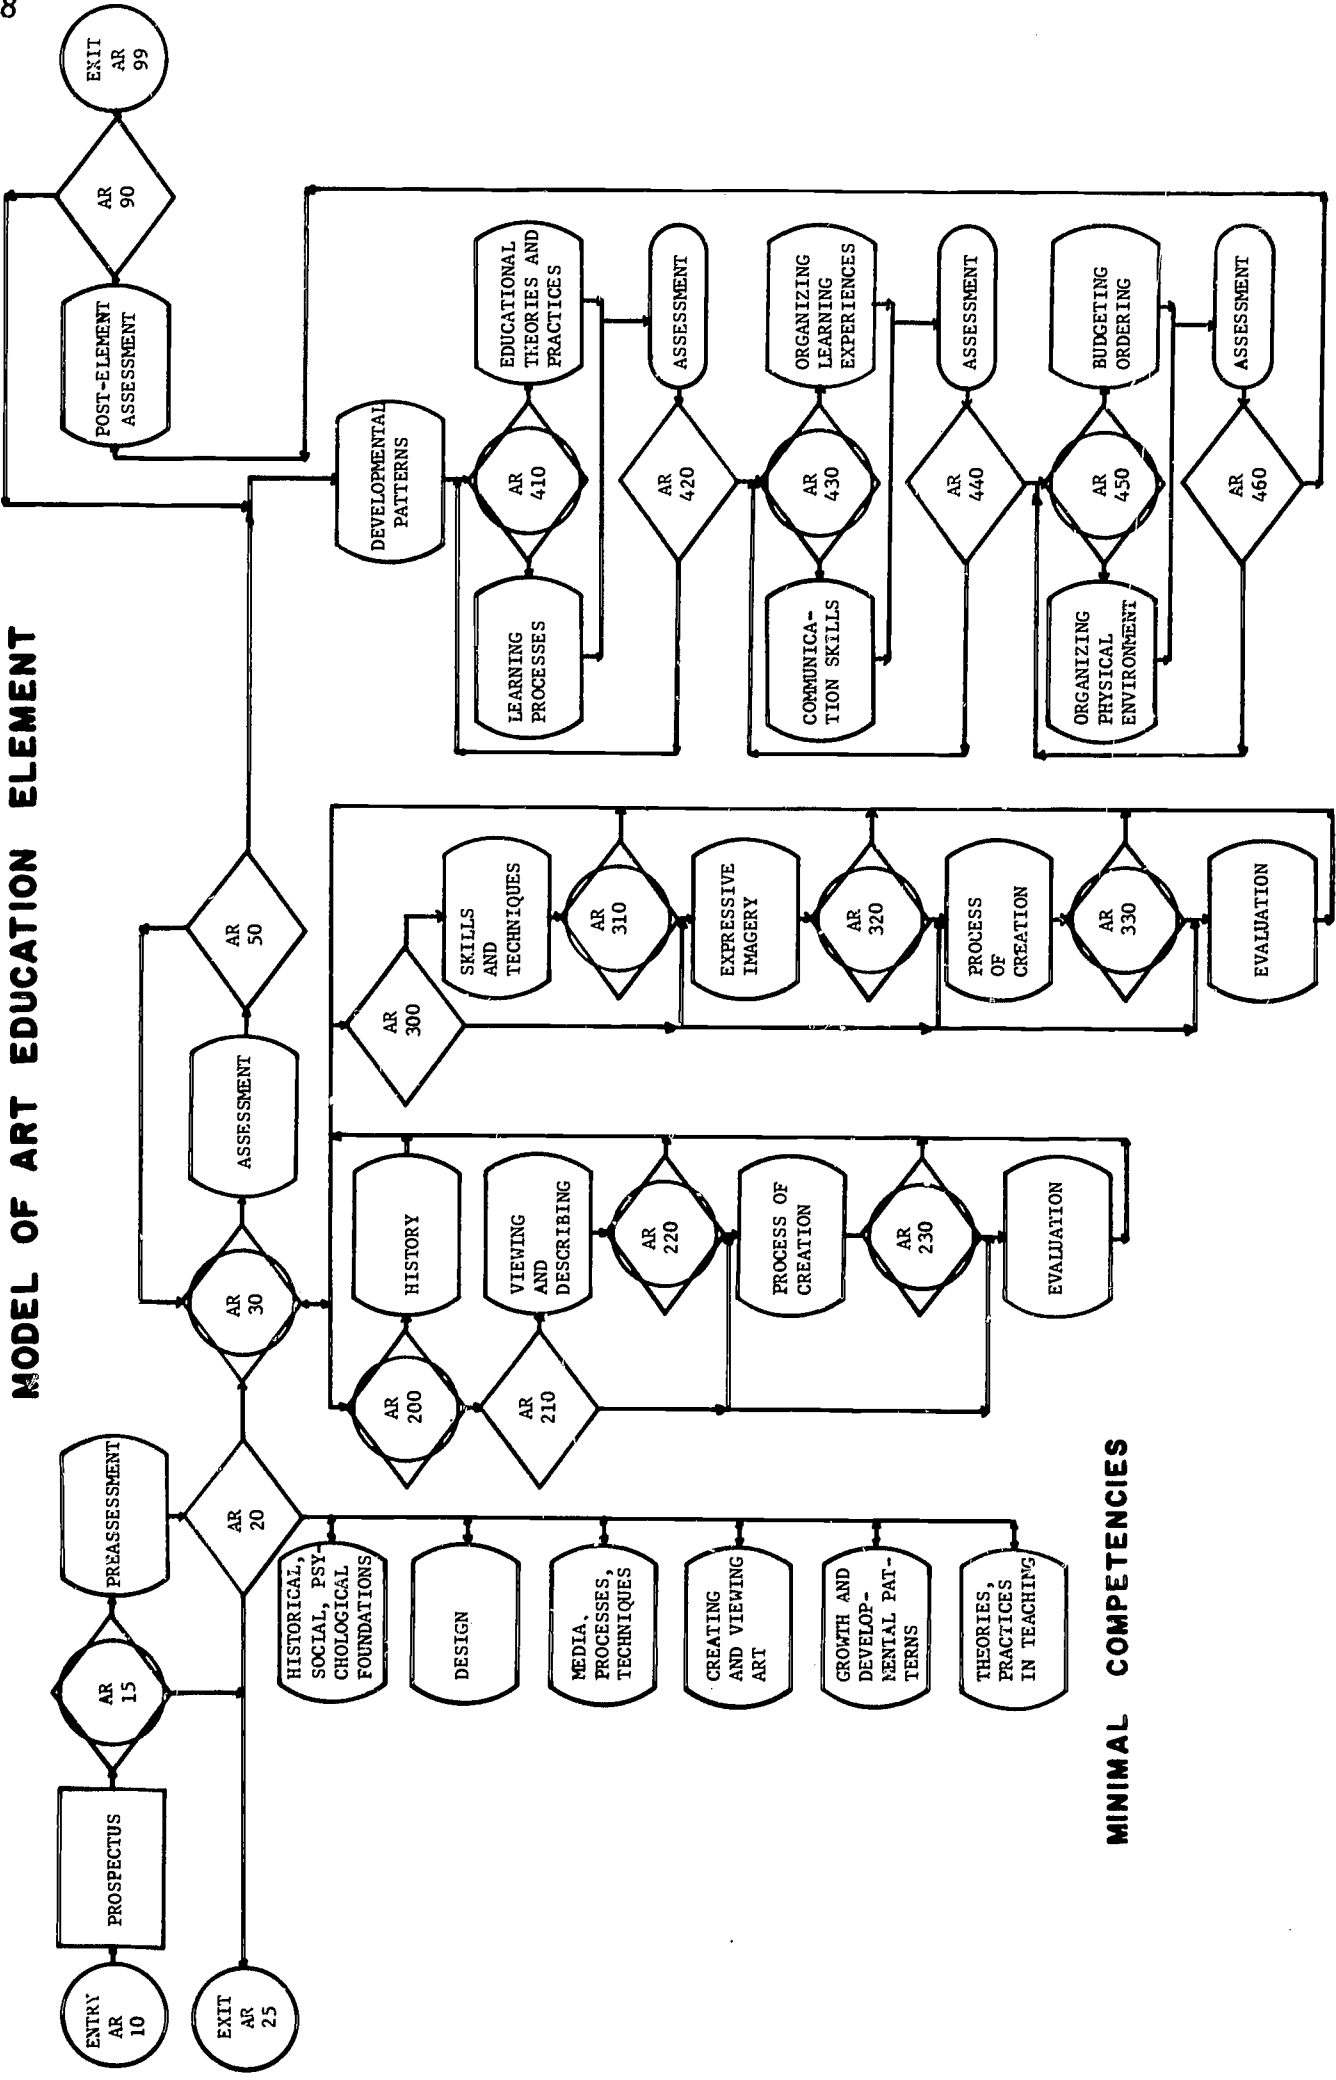 8
MODEL OF ART EDUCATION ELEMENT
ENTRY
AR
10
PROSPECTUS
AR
15
PREASSESSMENT
EXIT
AR
25
AR
20
AR
30
ASSESSMENT
AR
50
POST-ELEMENT
ASSESSMENT
AR
90
EXIT
AR
99
HISTORICAL,
SOCIAL, PSY-
CHOLOGICAL
FOUNDATIONS
DESIGN
MEDIA.
PROCESSES,
TECHNIQUES
CREATING
AND VIEWING
ART
GROWTH AND
DEVELOP-
MENTAL PAT-
TERNS
THEORIES,
PRACTICES
IN TEACHING
MINIMAL COMPETENCIES
AR
200
HISTORY
AR
210
VIEWING
AND
DESCRIBING
AR
220
PROCESS OF
CREATION
AR
230
EVALUATION
AR
300
SKILLS
AND
TECHNIQUES
AR
310
EXPRESSIVE
IMAGERY
AR
320
PROCESS
OF
CREATION
AR
330
EVALUATION
DEVELOPMENTAL
PATTERNS
LEARNING
PROCESSES
AR
410
EDUCATIONAL
THEORIES AND
PRACTICES
AR
420
ASSESSMENT
COMMUNICA-
TION SKILLS
AR
430
ORGANIZING
LEARNING
EXPERIENCES
AR
440
ASSESSMENT
ORGANIZING
PHYSICAL
ENVIRONMENT
AR
450
BUDGETING
ORDERING
AR
460
ASSESSMENT